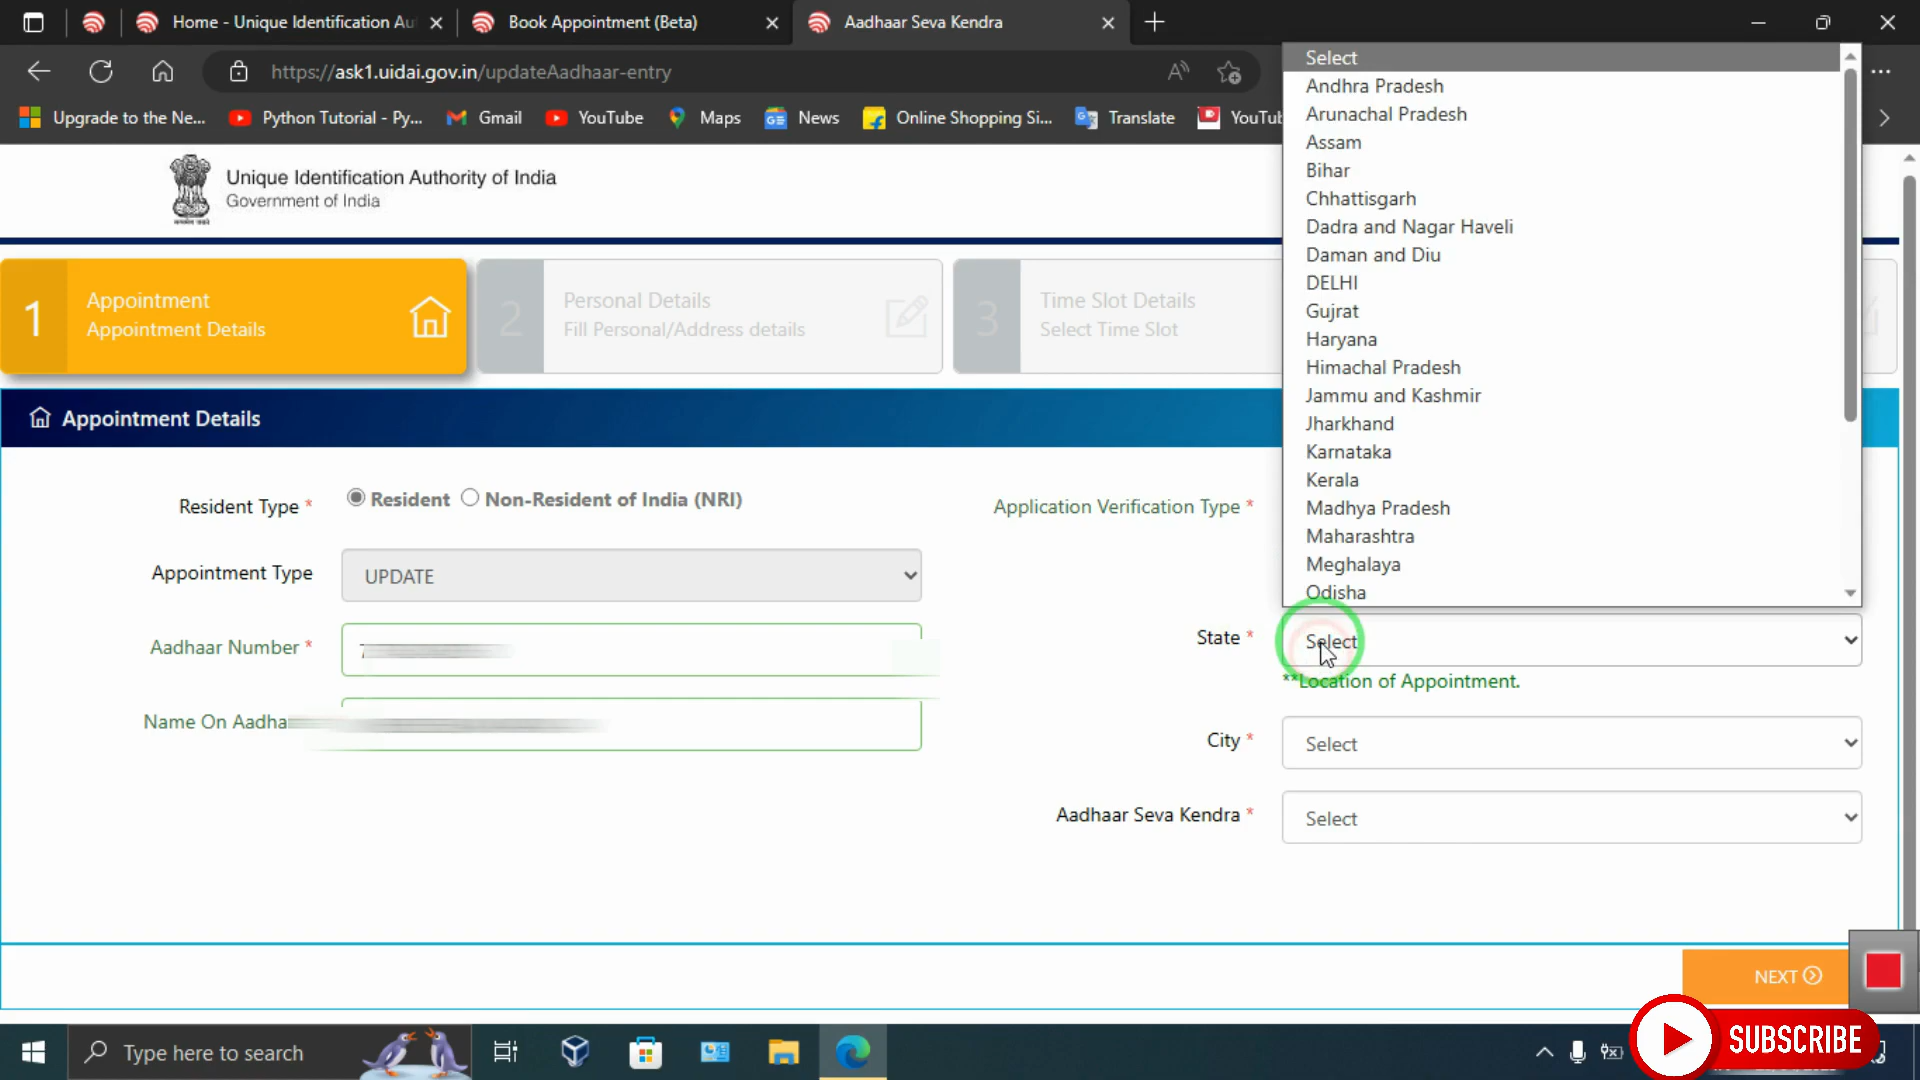 Home - Unique Identification Au
Book Appointment (Beta)
Aadhaar Seva Kendra
https://ask1.uidai.gov.in/updateAadhaar-entry
Upgrade to the Ne...
Python Tutorial - Py...
Gmail
YouTube
Maps
News
Online Shopping Si...
Translate
YouTub
Unique Identification Authority of India
Government of India
1
Appointment
Appointment Details
2
Personal Details
Fill Personal/Address details
3
Time Slot Details
Select Time Slot
Appointment Details
Resident Type *
Resident
Non-Resident of India (NRI)
Appointment Type
UPDATE
Aadhaar Number *
Name On Aadhaa
Application Verification Type *
Select
Andhra Pradesh
Arunachal Pradesh
Assam
Bihar
Chhattisgarh
Dadra and Nagar Haveli
Daman and Diu
DELHI
Gujrat
Haryana
Himachal Pradesh
Jammu and Kashmir
Jharkhand
Karnataka
Kerala
Madhya Pradesh
Maharashtra
Meghalaya
Odisha
State *
Select
**Location of Appointment.
City *
Select
Aadhaar Seva Kendra *
Select
NEXT
Type here to search
SUBSCRIBE